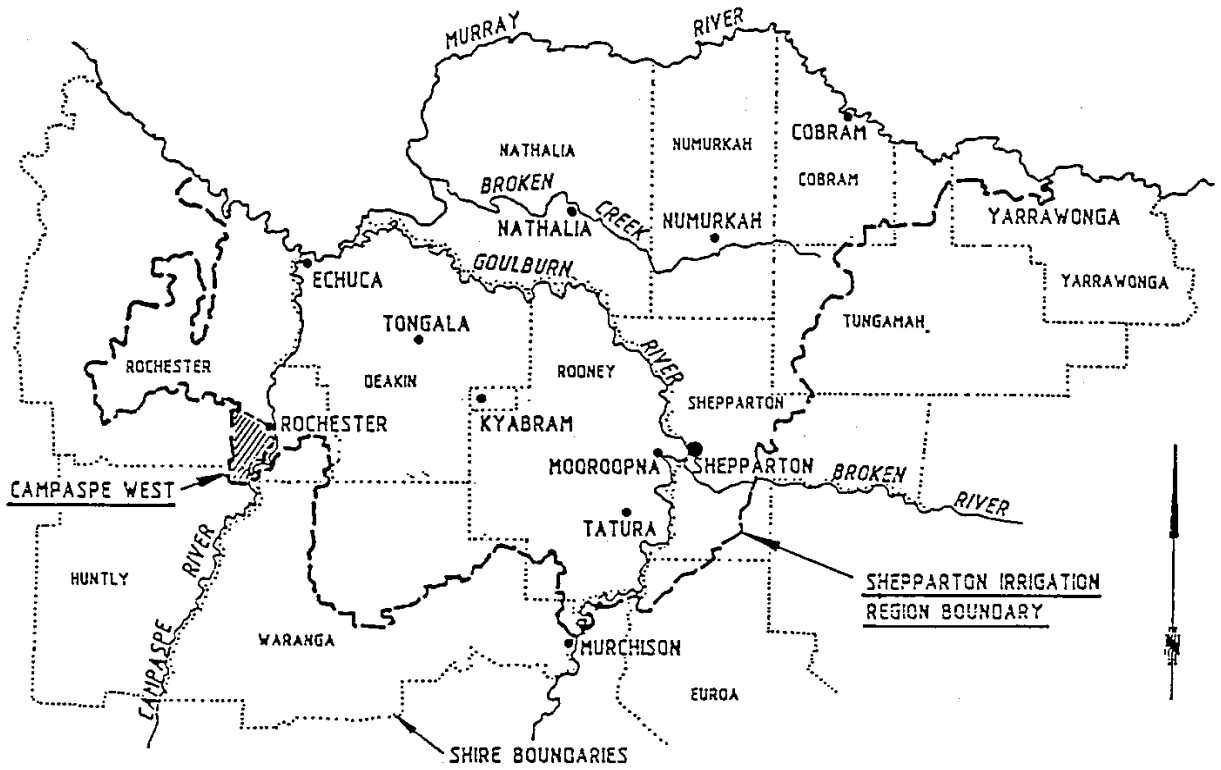 MURRAY RIVER
NATHALIA
NUMURKAH
COBRAM
COBRAM
BROKEN CREEK
NATHALIA
NUMURKAH
YARRAWONGA
YARRAWONGA
ECHUCA
GOULBURN RIVER
TONGALA
TUNGAMAH
ROCHESTER
DEAKIN
RODNEY
SHEPPARTON
KYABRAM
ROCHESTER
MOOROOPNA
SHEPPARTON
BROKEN RIVER
CAMPASPE WEST
TATURA
HUNTLY
CAMPASPE RIVER
SHEPPARTON IRRIGATION
REGION BOUNDARY
WARANGA
MURCHISON
EUROA
SHIRE BOUNDARIES